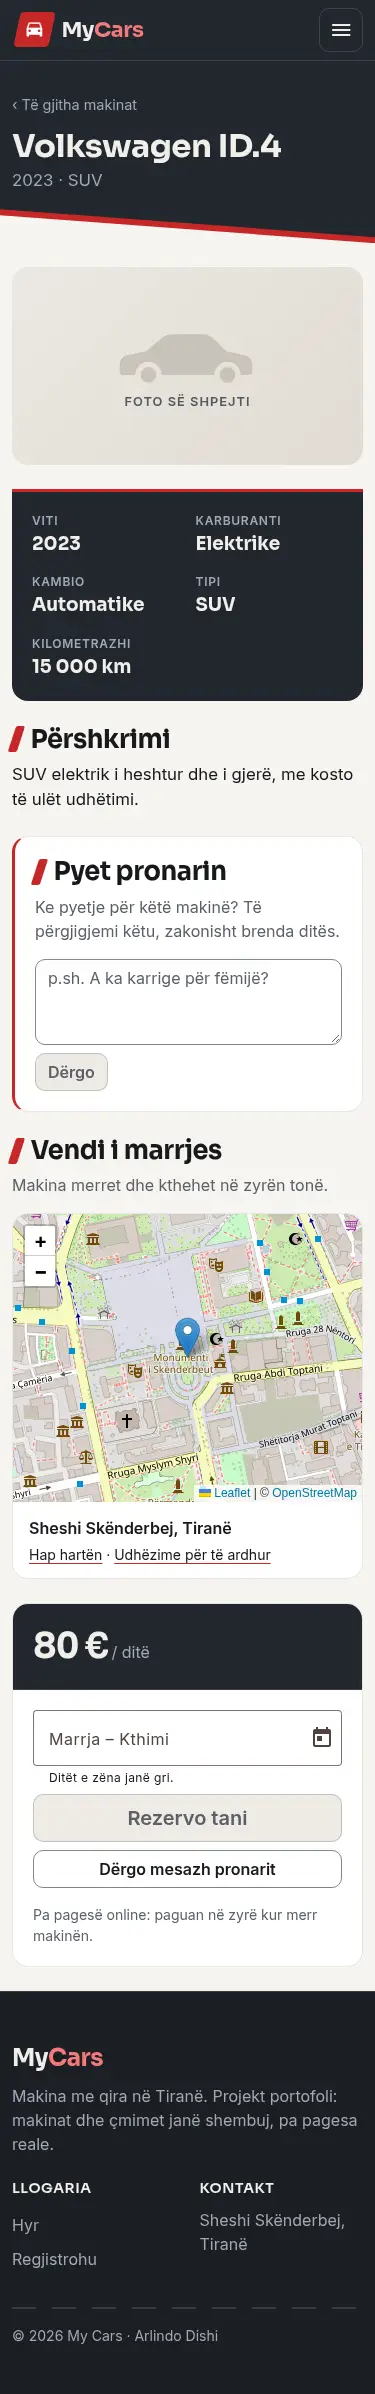 MyCars
‹ Të gjitha makinat
Volkswagen ID.4
2023 · SUV
FOTO SË SHPEJTI
VITI
2023
KARBURANTI
Elektrike
KAMBIO
Automatike
TIPI
SUV
KILOMETRAZHI
15 000 km
Përshkrimi
SUV elektrik i heshtur dhe i gjerë, me kosto
të ulët udhëtimi.
Pyet pronarin
Ke pyetje për këtë makinë? Të
përgjigjemi këtu, zakonisht brenda ditës.
p.sh. A ka karrige për fëmijë?
Dërgo
Vendi i marrjes
Makina merret dhe kthehet në zyrën tonë.
+
−
Rruga 28 Nëntori
Monumenti
i Skënderbeut
Rruga Abdi Toptani
a Çamëria
Shëtitorja Murat Toptani
Rruga Myslym Shyri
Leaflet | © OpenStreetMap
Sheshi Skënderbej, Tiranë
Hap hartën · Udhëzime për të ardhur
80 € / ditë
Marrja – Kthimi
Ditët e zëna janë gri.
Rezervo tani
Dërgo mesazh pronarit
Pa pagesë online: paguan në zyrë kur merr
makinën.
MyCars
Makina me qira në Tiranë. Projekt portofoli:
makinat dhe çmimet janë shembuj, pa pagesa
reale.
LLOGARIA
Hyr
Regjistrohu
KONTAKT
Sheshi Skënderbej,
Tiranë
© 2026 My Cars · Arlindo Dishi